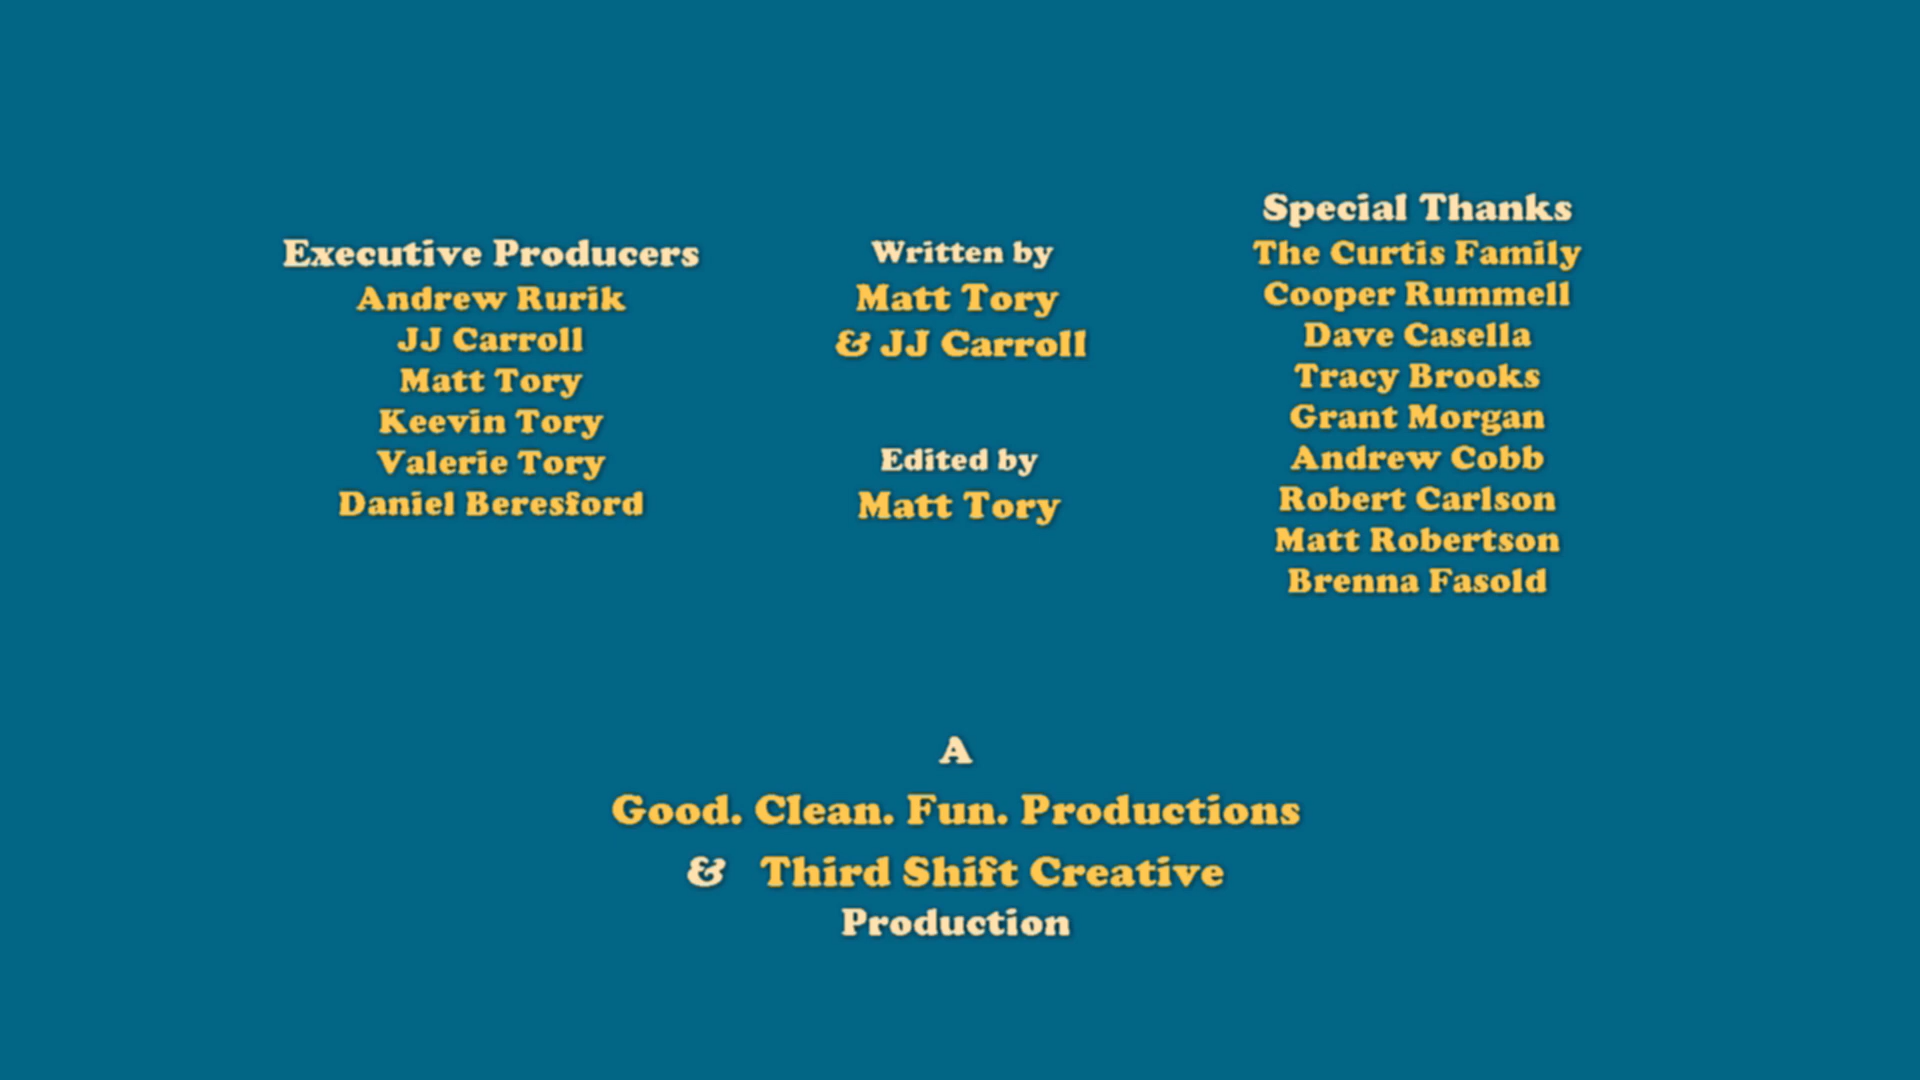 Executive Producers
Andrew Rurik
JJ Carroll
Matt Tory
Keevin Tory
Valerie Tory
Daniel Beresford
Written by
Matt Tory
& JJ Carroll
Edited by
Matt Tory
Special Thanks
The Curtis Family
Cooper Rummell
Dave Casella
Tracy Brooks
Grant Morgan
Andrew Cobb
Robert Carlson
Matt Robertson
Brenna Fasold
A
Good. Clean. Fun. Productions
& Third Shift Creative
Production